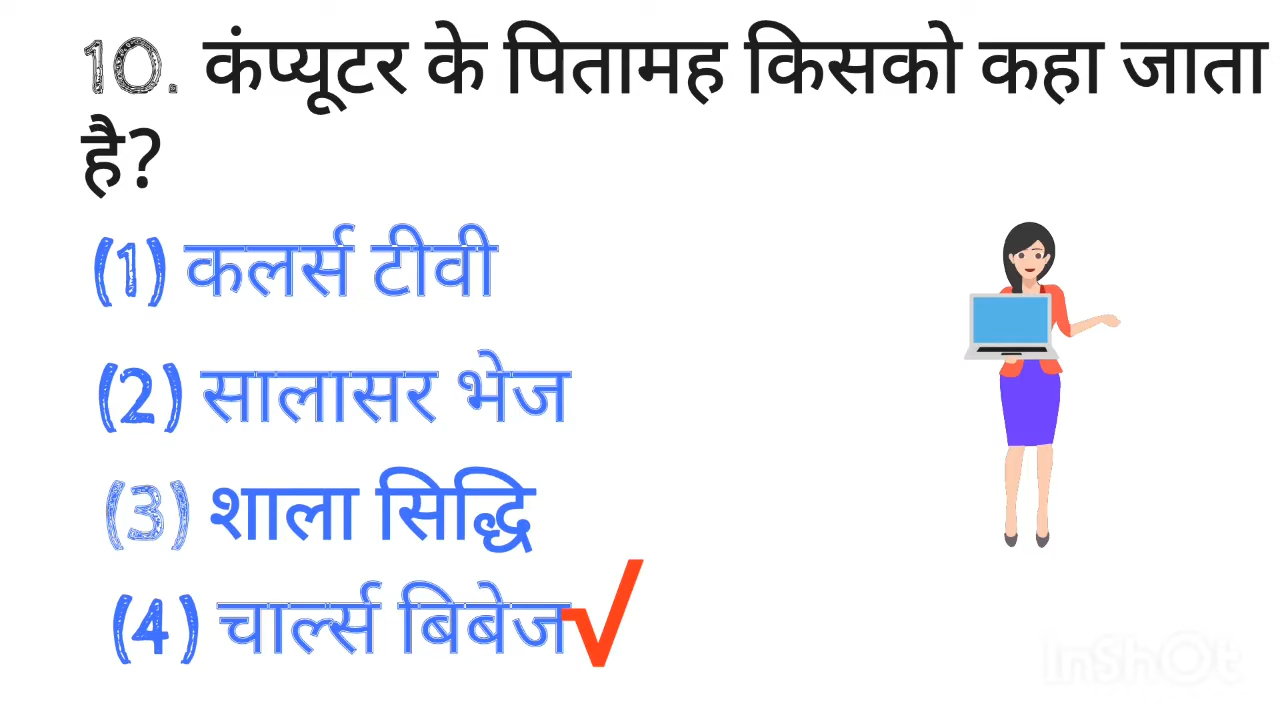 10. कंप्यूटर के पितामह किसको कहा जाता
है?
(1) कलर्स टीवी
(2) सालासर भेज
(3) शाला सिद्धि
(4) चार्ल्स बिबेज
InShOt